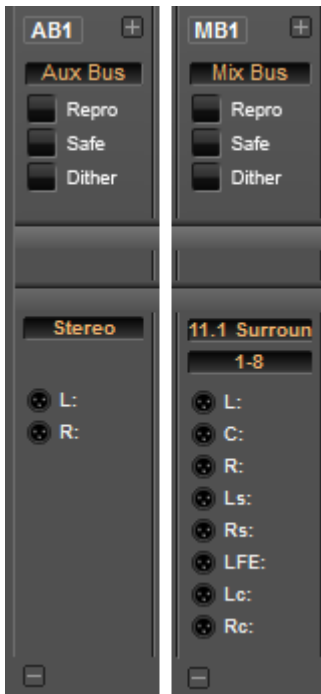 AB1
Aux Bus
Repro
Safe
Dither
Stereo
L:
R:
MB1
Mix Bus
Repro
Safe
Dither
11.1 Surroun
1-8
L:
C:
R:
Ls:
Rs:
LFE:
Lc:
Rc: